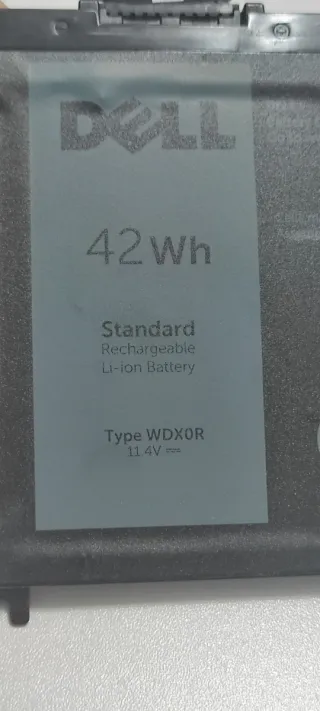 DELL
42 Wh
Standard
Rechargeable
Li-ion Battery
Type WDX0R
11.4V ⎓